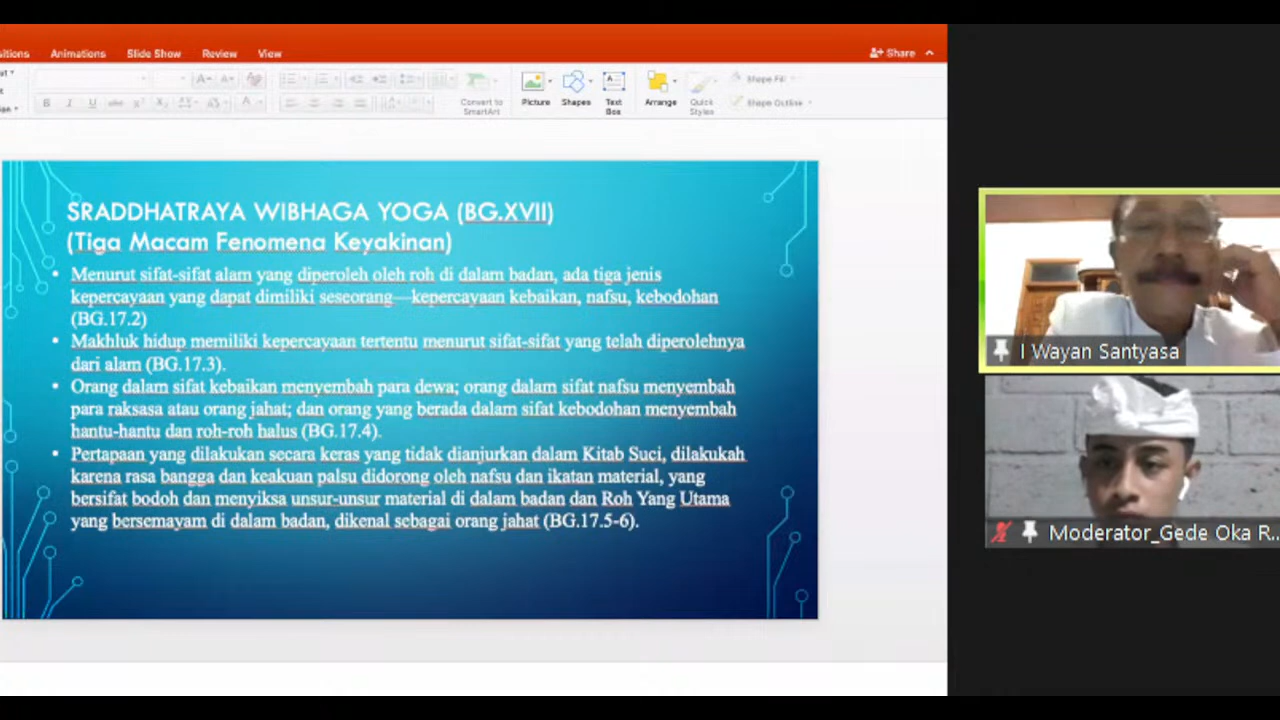 Animations Slide Show Review View
Share
Convert to
SmartArt
Picture
Shapes
Text
Box
Arrange
Quick
Styles
Shape Fill
Shape Outline
SRADDHATRAYA WIBHAGA YOGA (BG.XVII)
(Tiga Macam Fenomena Keyakinan)
• Menurut sifat-sifat alam yang diperoleh oleh roh di dalam badan, ada tiga jenis
kepercayaan yang dapat dimiliki seseorang—kepercayaan kebaikan, nafsu, kebodohan
(BG.17.2)
• Makhluk hidup memiliki kepercayaan tertentu menurut sifat-sifat yang telah diperolehnya
dari alam (BG.17.3).
• Orang dalam sifat kebaikan menyembah para dewa; orang dalam sifat nafsu menyembah
para raksasa atau orang jahat; dan orang yang berada dalam sifat kebodohan menyembah
hantu-hantu dan roh-roh halus (BG.17.4).
• Pertapaan yang dilakukan secara keras yang tidak dianjurkan dalam Kitab Suci, dilakukah
karena rasa bangga dan keakuan palsu didorong oleh nafsu dan ikatan material, yang
bersifat bodoh dan menyiksa unsur-unsur material di dalam badan dan Roh Yang Utama
yang bersemayam di dalam badan, dikenal sebagai orang jahat (BG.17.5-6).
I Wayan Santyasa
Moderator_Gede Oka R...